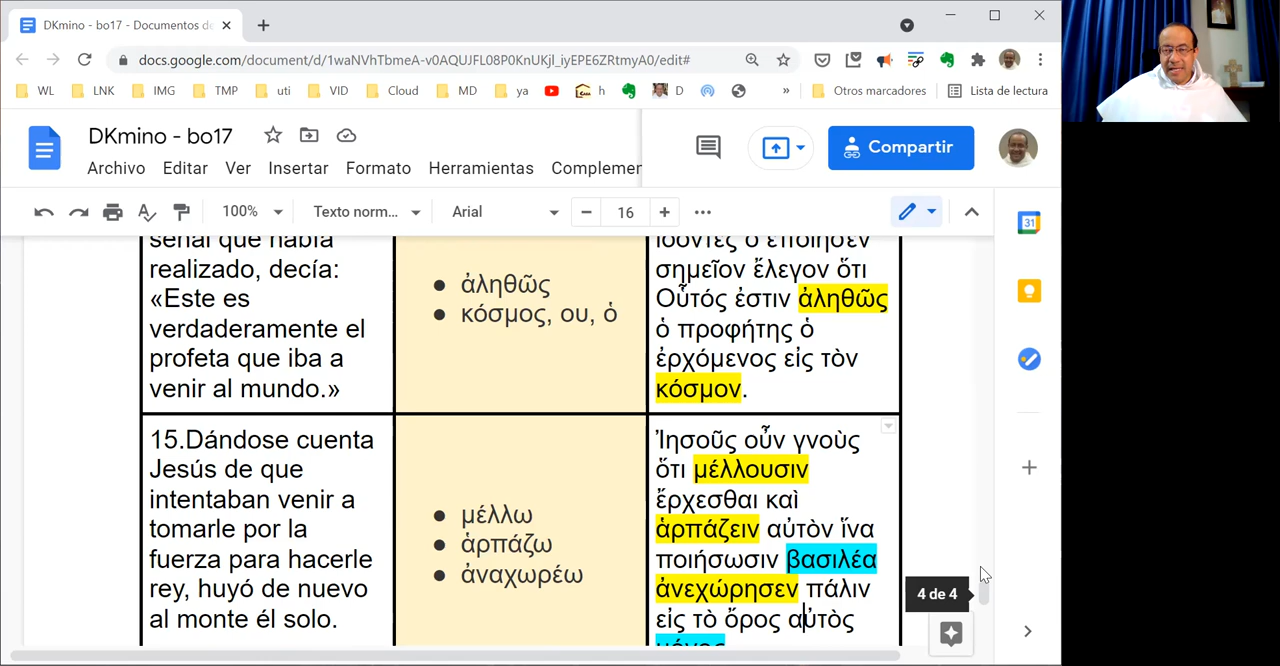 DKmino - bo17 - Documentos de
docs.google.com/document/d/1waNVhTbmeA-v0AQUJFL08P0KnUKjl_iyEPE6ZRtmyA0/edit#
WL LNK IMG TMP uti VID Cloud MD ya h D » Otros marcadores Lista de lectura
DKmino - bo17
Compartir
Archivo Editar Ver Insertar Formato Herramientas Complemen
100% Texto norm... Arial 16
31
señal que había
realizado, decía:
«Este es
verdaderamente el
profeta que iba a
venir al mundo.»
● ἀληθῶς
● κόσμος, ου, ὁ
ἰδόντες ὃ ἐποίησεν
σημεῖον ἔλεγον ὅτι
Οὗτός ἐστιν ἀληθῶς
ὁ προφήτης ὁ
ἐρχόμενος εἰς τὸν
κόσμον.
15.Dándose cuenta
Jesús de que
intentaban venir a
tomarle por la
fuerza para hacerle
rey, huyó de nuevo
al monte él solo.
● μέλλω
● ἁρπάζω
● ἀναχωρέω
Ἰησοῦς οὖν γνοὺς
ὅτι μέλλουσιν
ἔρχεσθαι καὶ
ἁρπάζειν αὐτὸν ἵνα
ποιήσωσιν βασιλέα
ἀνεχώρησεν πάλιν
εἰς τὸ ὄρος αὐτὸς
4 de 4